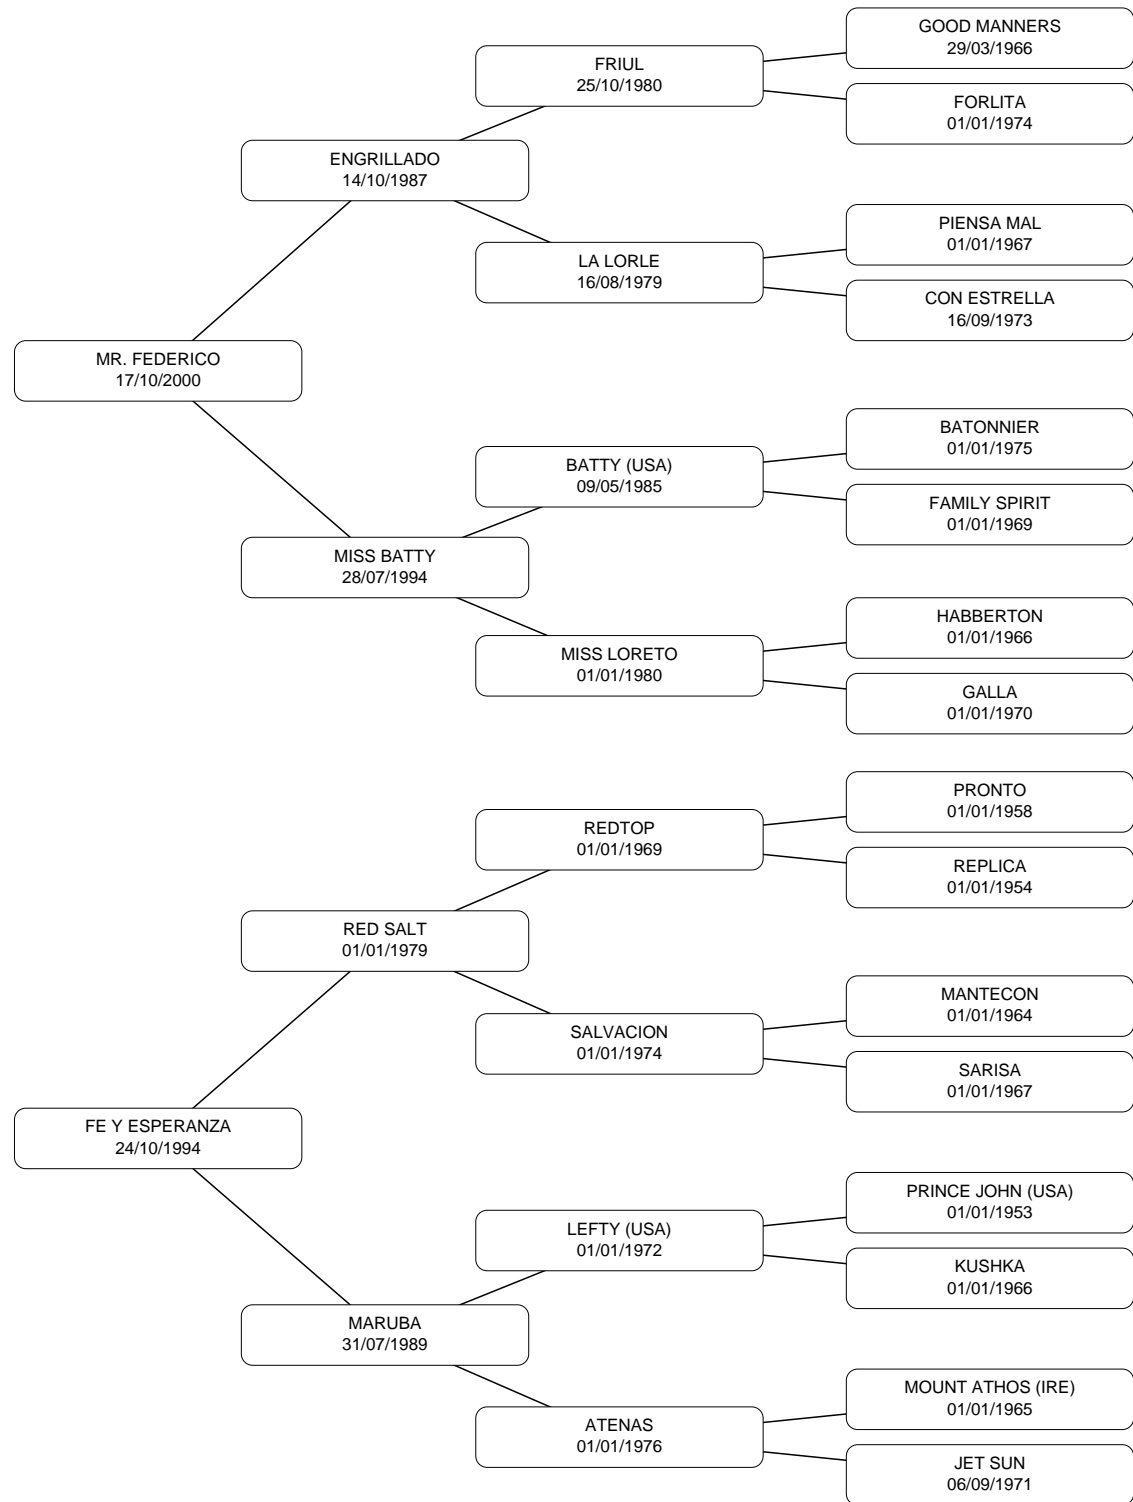 GOOD MANNERS
29/03/1966
FRIUL
25/10/1980
FORLITA
01/01/1974
ENGRILLADO
14/10/1987
PIENSA MAL
01/01/1967
LA LORLE
16/08/1979
CON ESTRELLA
16/09/1973
MR. FEDERICO
17/10/2000
BATONNIER
01/01/1975
BATTY (USA)
09/05/1985
FAMILY SPIRIT
01/01/1969
MISS BATTY
28/07/1994
HABBERTON
01/01/1966
MISS LORETO
01/01/1980
GALLA
01/01/1970
PRONTO
01/01/1958
REDTOP
01/01/1969
REPLICA
01/01/1954
RED SALT
01/01/1979
MANTECON
01/01/1964
SALVACION
01/01/1974
SARISA
01/01/1967
FE Y ESPERANZA
24/10/1994
PRINCE JOHN (USA)
01/01/1953
LEFTY (USA)
01/01/1972
KUSHKA
01/01/1966
MARUBA
31/07/1989
MOUNT ATHOS (IRE)
01/01/1965
ATENAS
01/01/1976
JET SUN
06/09/1971